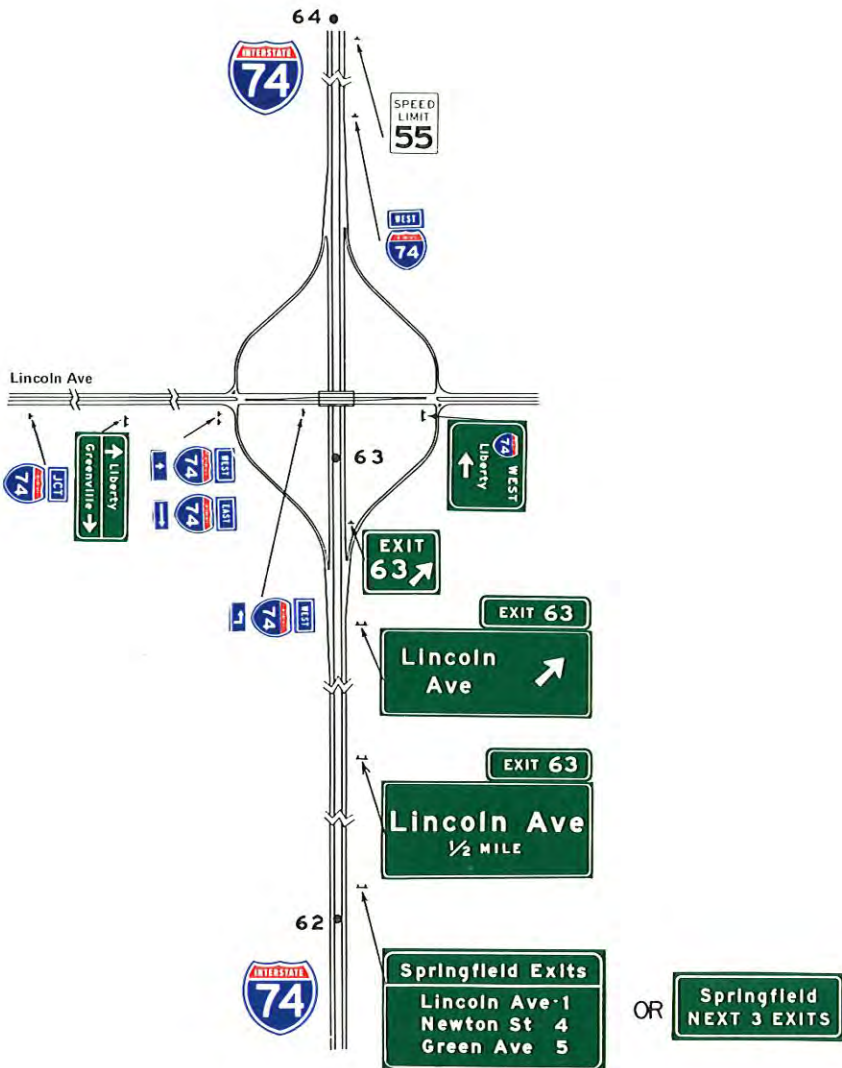 64
INTERSTATE
74
SPEED
LIMIT
55
WEST
74
Lincoln Ave
63
JCT
74
Liberty
Greenville
WEST
74
EAST
74
WEST
74
74 WEST
Liberty
EXIT
63
EXIT 63
Lincoln
Ave
EXIT 63
Lincoln Ave
1/2 MILE
62
INTERSTATE
74
Springfield Exits
Lincoln Ave·1
Newton St 4
Green Ave 5
OR
Springfield
NEXT 3 EXITS